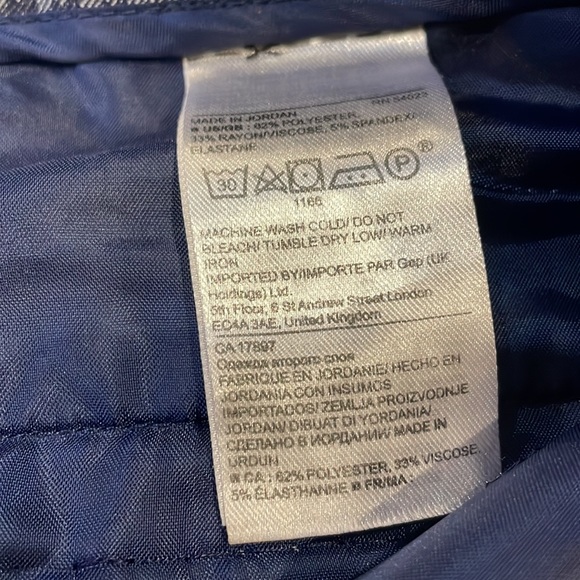 MADE IN JORDAN RN 54023
■ US/GB : 62% POLYESTER,
33% RAYON/VISCOSE, 5% SPANDEX/
ELASTANE
30 P ®
1166
MACHINE WASH COLD/ DO NOT
BLEACH/ TUMBLE DRY LOW/ WARM
IRON
IMPORTED BY/IMPORTE PAR Gap (UK
Holdings) Ltd.
5th Floor, 6 St Andrew Street London
EC4A 3AE, United Kingdom
CA 17897
Одежда второго слоя
FABRIQUE EN JORDANIE/ HECHO EN
JORDANIA CON INSUMOS
IMPORTADOS/ ZEMLJA PROIZVODNJE
JORDAN/ DIBUAT DI YORDANIA/
СДЕЛАНО В ИОРДАНИИ/ MADE IN
URDUN
■ CA : 62% POLYESTER, 33% VISCOSE,
5% ELASTHANNE ■ FR/MA :